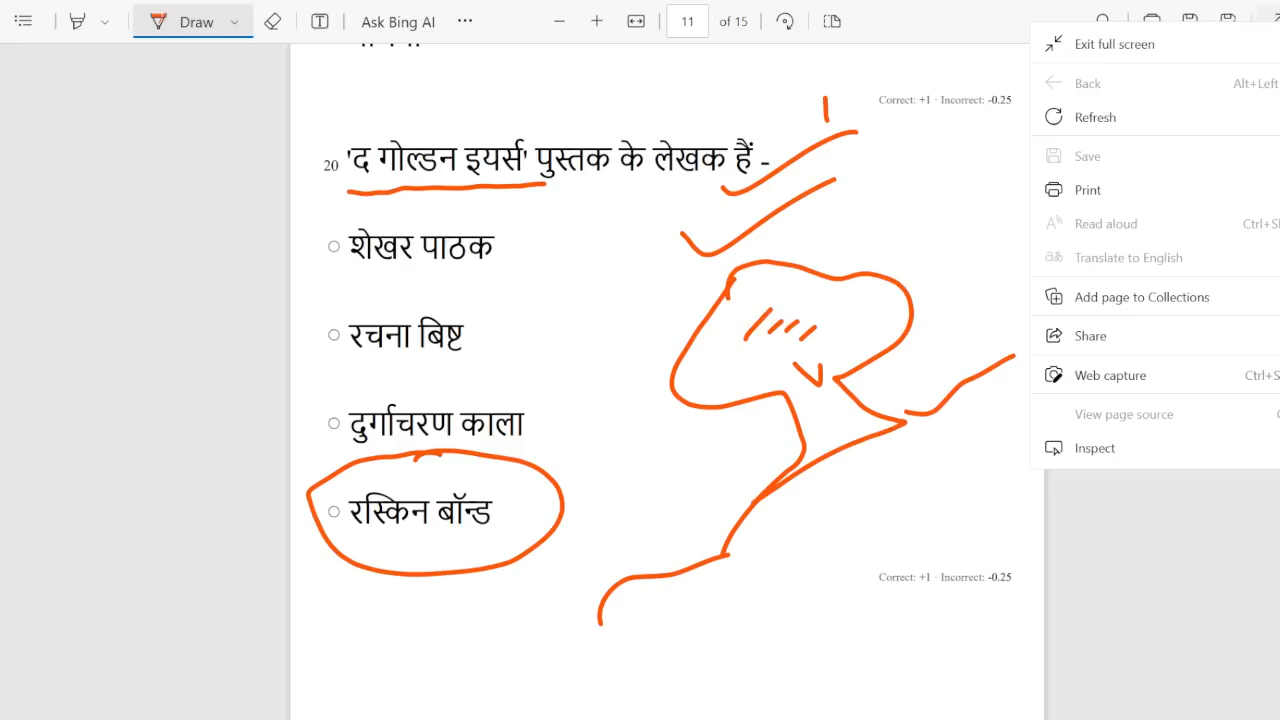 Draw
Ask Bing AI
11 of 15
Exit full screen
Back Alt+Left
Refresh
Save
Print
Read aloud
Translate to English
Add page to Collections
Share
Web capture
View page source
Inspect
Correct: +1 · Incorrect: -0.25
20 'द गोल्डन इयर्स' पुस्तक के लेखक हैं -
शेखर पाठक
रचना बिष्ट
दुर्गाचरण काला
रस्किन बॉन्ड
Correct: +1 · Incorrect: -0.25